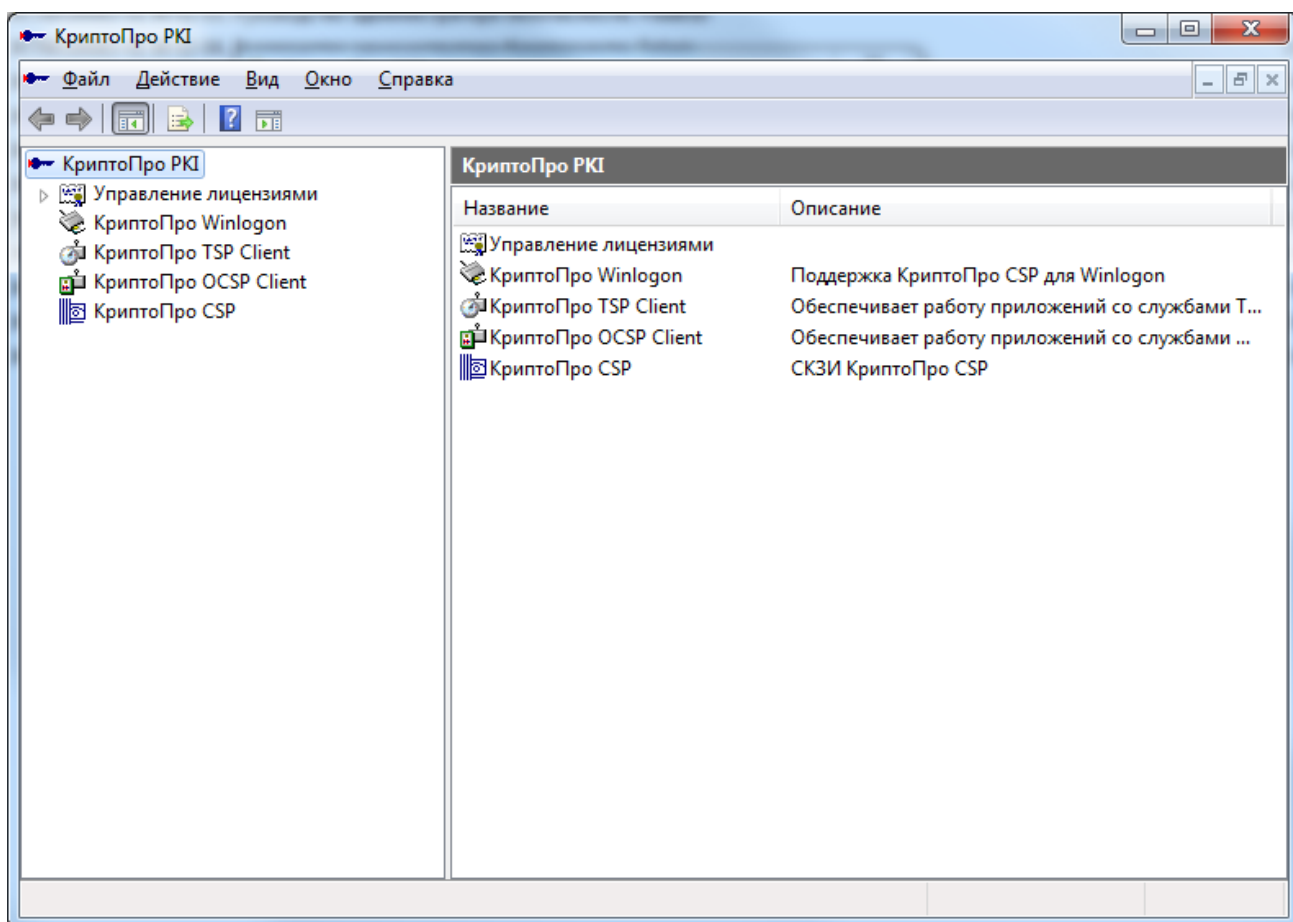 КриптоПро PKI
Файл Действие Вид Окно Справка
КриптоПро PKI
Управление лицензиями
КриптоПро Winlogon
КриптоПро TSP Client
КриптоПро OCSP Client
КриптоПро CSP
КриптоПро PKI
Название Описание
Управление лицензиями
КриптоПро Winlogon Поддержка КриптоПро CSP для Winlogon
КриптоПро TSP Client Обеспечивает работу приложений со службами T...
КриптоПро OCSP Client Обеспечивает работу приложений со службами ...
КриптоПро CSP СКЗИ КриптоПро CSP